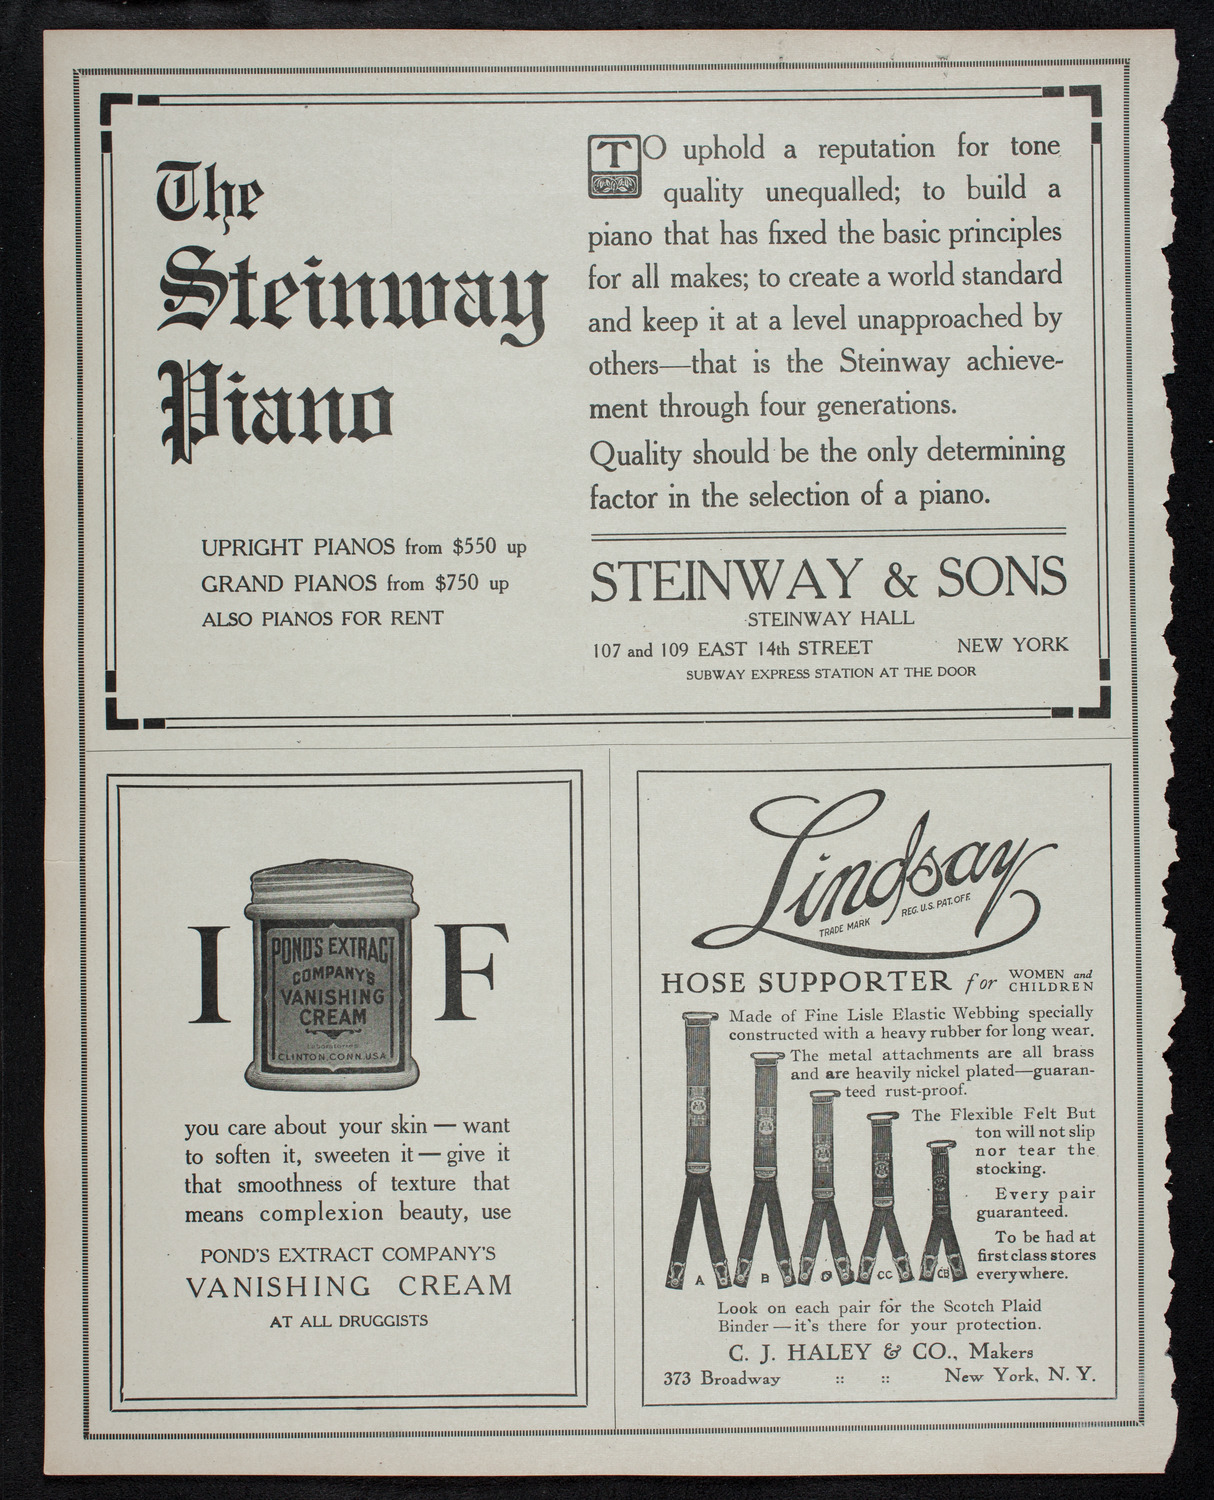 The
Steinway
Piano
UPRIGHT PIANOS from $550 up
GRAND PIANOS from $750 up
ALSO PIANOS FOR RENT
TO uphold a reputation for tone
quality unequalled; to build a
piano that has fixed the basic principles
for all makes; to create a world standard
and keep it at a level unapproached by
others—that is the Steinway achieve-
ment through four generations.
Quality should be the only determining
factor in the selection of a piano.
STEINWAY & SONS
STEINWAY HALL
107 and 109 EAST 14th STREET NEW YORK
SUBWAY EXPRESS STATION AT THE DOOR
I F
POND'S EXTRACT
COMPANY'S
VANISHING
CREAM
Laboratories
CLINTON.CONN.USA
you care about your skin — want
to soften it, sweeten it — give it
that smoothness of texture that
means complexion beauty, use
POND'S EXTRACT COMPANY'S
VANISHING CREAM
AT ALL DRUGGISTS
Lindsay
TRADE MARK REG. U.S. PAT. OFF.
HOSE SUPPORTER for WOMEN and
CHILDREN
Made of Fine Lisle Elastic Webbing specially
constructed with a heavy rubber for long wear.
The metal attachments are all brass
and are heavily nickel plated—guaran-
teed rust-proof.
The Flexible Felt But
ton will not slip
nor tear the
stocking.
Every pair
guaranteed.
To be had at
first class stores
everywhere.
A B C CC CB
Look on each pair for the Scotch Plaid
Binder — it's there for your protection.
C. J. HALEY & CO., Makers
373 Broadway :: :: New York, N. Y.